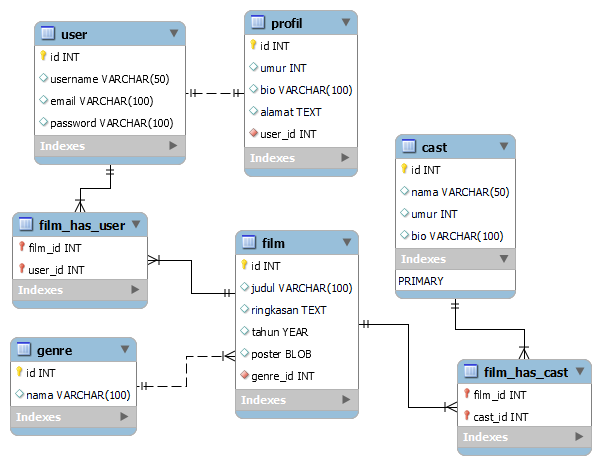 user
id INT
username VARCHAR(50)
email VARCHAR(100)
password VARCHAR(100)
Indexes
profil
id INT
umur INT
bio VARCHAR(100)
alamat TEXT
user_id INT
Indexes
cast
id INT
nama VARCHAR(50)
umur INT
bio VARCHAR(100)
Indexes
PRIMARY
film_has_user
film_id INT
user_id INT
Indexes
film
id INT
judul VARCHAR(100)
ringkasan TEXT
tahun YEAR
poster BLOB
genre_id INT
Indexes
genre
id INT
nama VARCHAR(100)
Indexes
film_has_cast
film_id INT
cast_id INT
Indexes